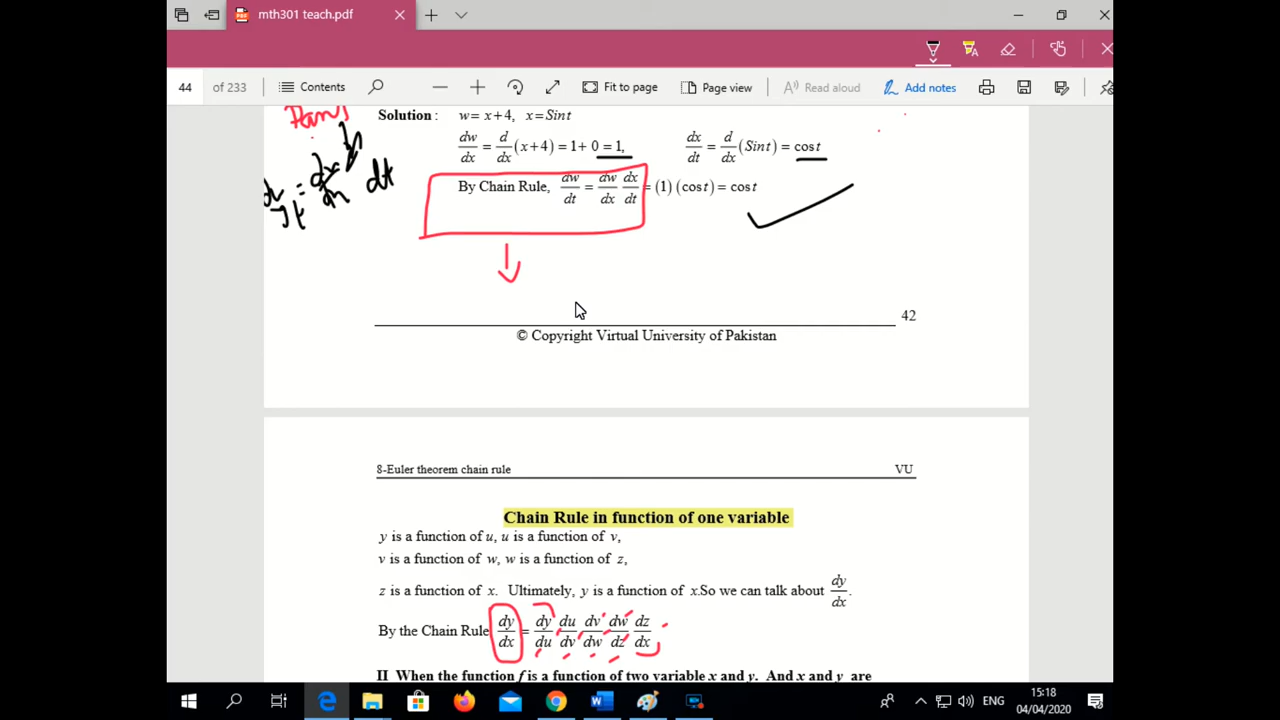 mth301 teach.pdf
44 of 233 Contents Fit to page Page view Read aloud Add notes
Solution : w = x+4, x = Sint
dw/dx = d/dx (x+4) = 1+0 = 1, dx/dt = d/dx (Sint) = cost
By Chain Rule, dw/dt = dw/dx dx/dt = (1) (cost) = cost
dt
42
© Copyright Virtual University of Pakistan
8-Euler theorem chain rule VU
Chain Rule in function of one variable
y is a function of u, u is a function of v,
v is a function of w, w is a function of z,
z is a function of x. Ultimately, y is a function of x.So we can talk about dy/dx.
By the Chain Rule dy/dx = dy/du du/dv dv/dw dw/dz dz/dx
II When the function f is a function of two variable x and y. And x and y are
ENG
15:18
04/04/2020